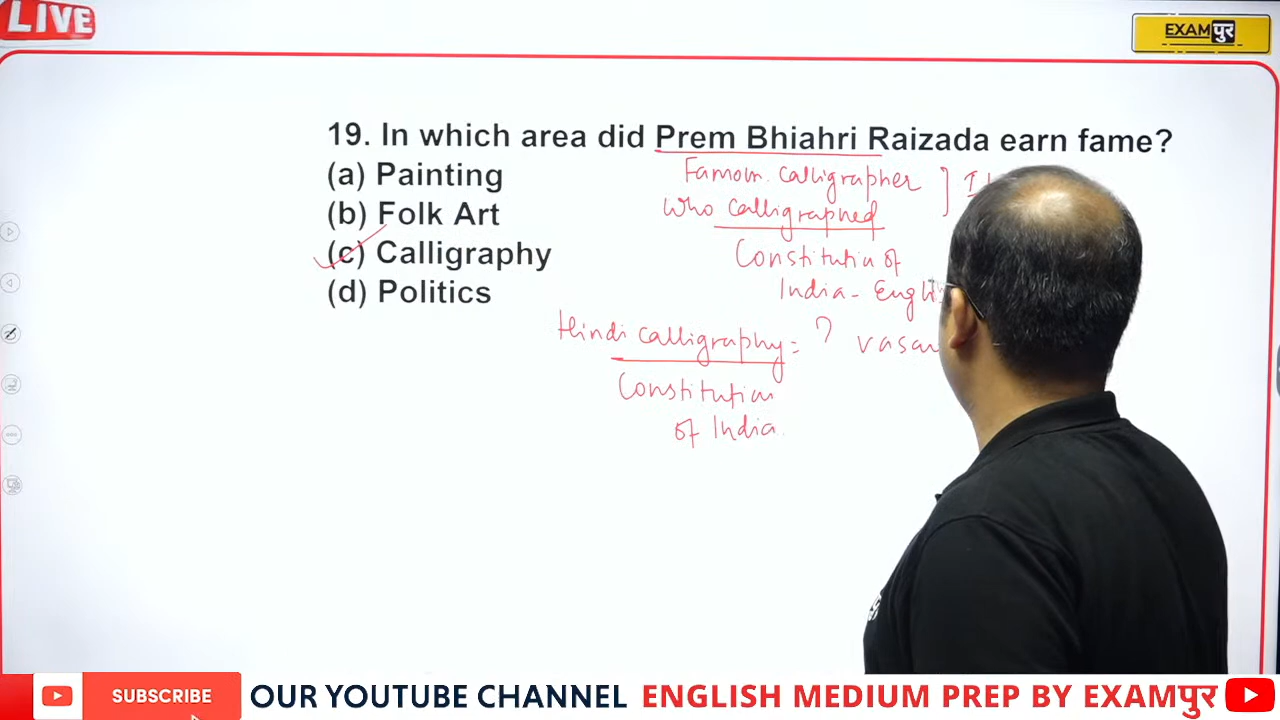 LIVE
EXAMपुर
19. In which area did Prem Bhiahri Raizada earn fame?
(a) Painting
(b) Folk Art
(c) Calligraphy
(d) Politics
Famous calligrapher
who calligraphed
Constitution of
India - Engli
Hindi calligraphy = ? vasan
Constitution
of India.
SUBSCRIBE OUR YOUTUBE CHANNEL ENGLISH MEDIUM PREP BY EXAMपुर